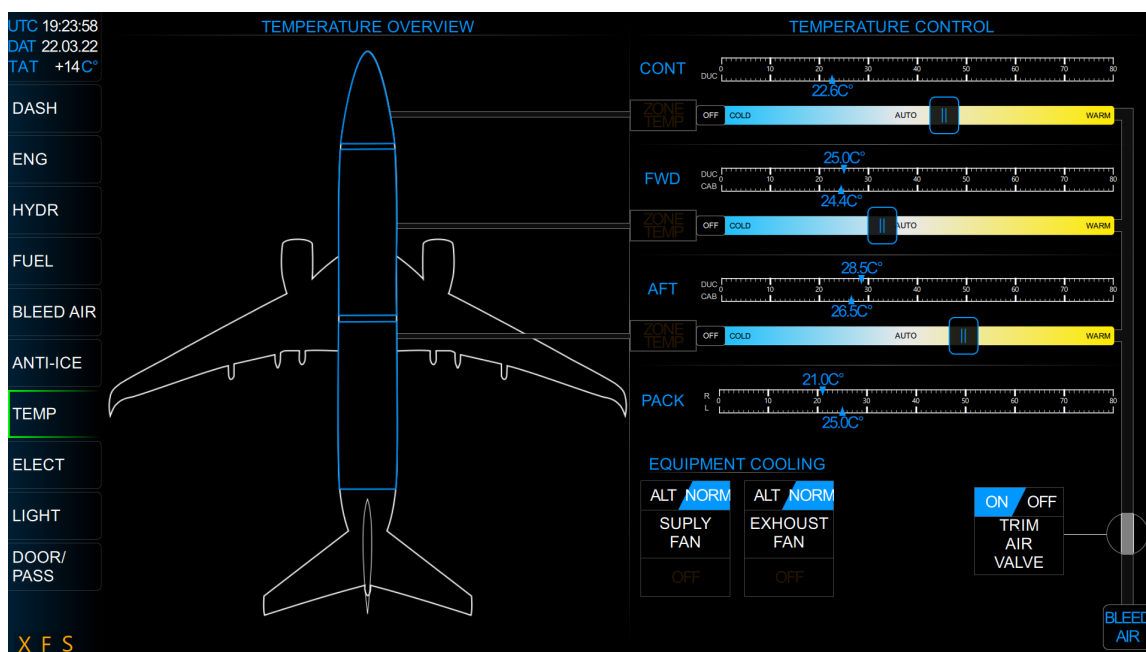 UTC 19:23:58
DAT 22.03.22
TAT +14C°
DASH
ENG
HYDR
FUEL
BLEED AIR
ANTI-ICE
TEMP
ELECT
LIGHT
DOOR/
PASS
X F S
TEMPERATURE OVERVIEW
TEMPERATURE CONTROL
CONT
DUC
0 10 20 30 40 50 60 70 80
22.6C°
ZONE
TEMP
OFF COLD AUTO WARM
25.0C°
FWD
DUC
CAB
0 10 20 30 40 50 60 70 80
24.4C°
ZONE
TEMP
OFF COLD AUTO WARM
28.5C°
AFT
DUC
CAB
0 10 20 30 40 50 60 70 80
26.5C°
ZONE
TEMP
OFF COLD AUTO WARM
21.0C°
PACK
R
L
0 10 20 30 40 50 60 70 80
25.0C°
EQUIPMENT COOLING
ALT NORM
SUPLY
FAN
OFF
ALT NORM
EXHOUST
FAN
OFF
ON OFF
TRIM
AIR
VALVE
BLEED
AIR